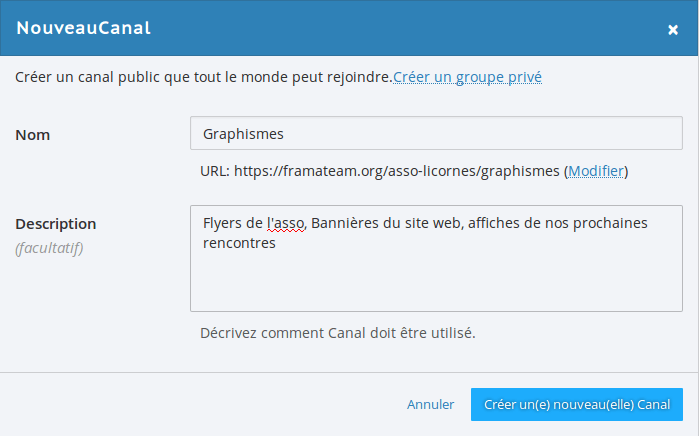 NouveauCanal
×
Créer un canal public que tout le monde peut rejoindre.Créer un groupe privé
Nom
Graphismes
URL: https://framateam.org/asso-licornes/graphismes (Modifier)
Description
(facultatif)
Flyers de l'asso, Bannières du site web, affiches de nos prochaines
rencontres
Décrivez comment Canal doit être utilisé.
Annuler
Créer un(e) nouveau(elle) Canal